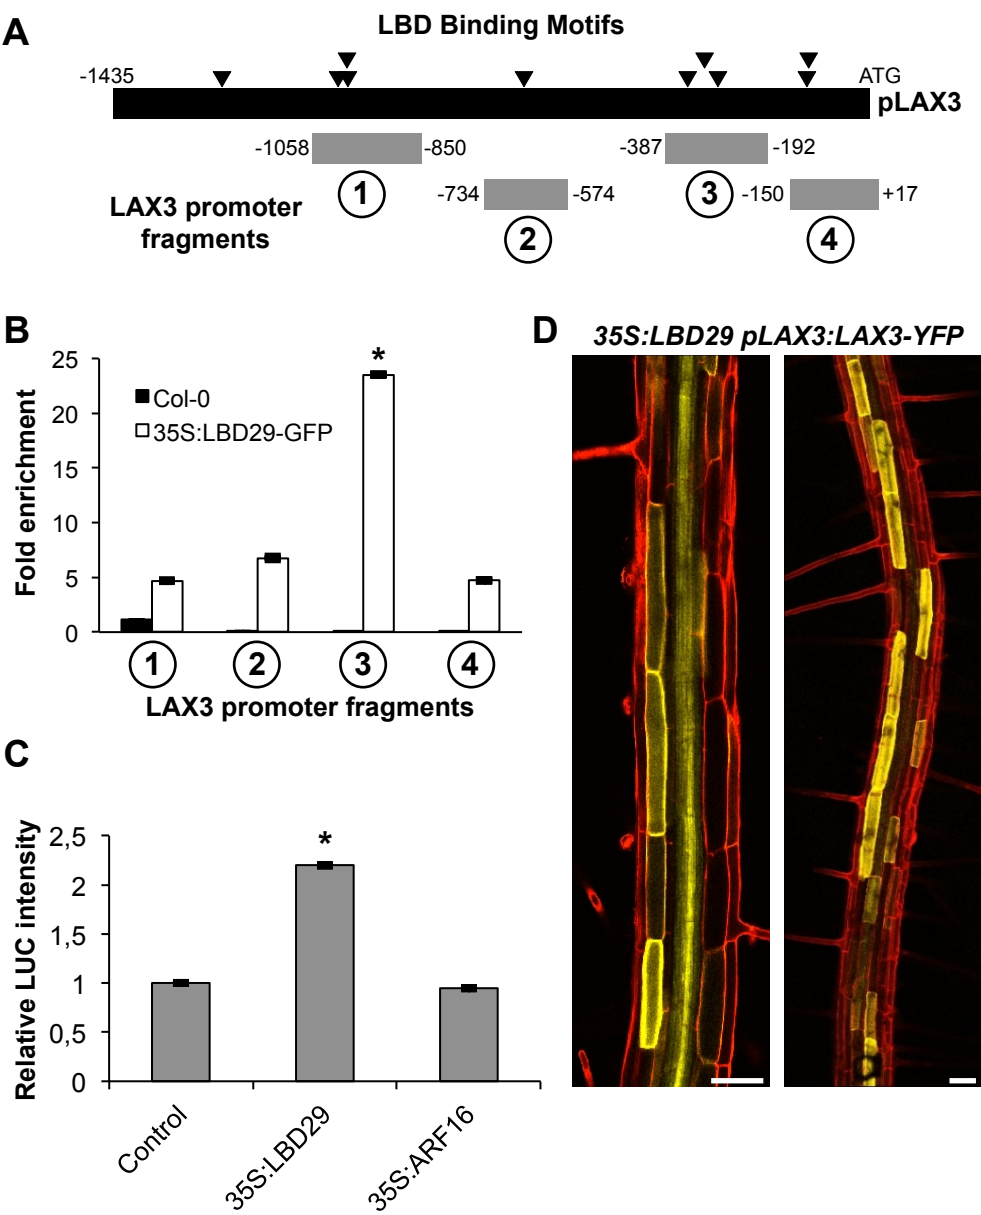 A
LBD Binding Motifs
-1435
ATG
pLAX3
-1058
-850
-387
-192
1
-734
-574
3
-150
+17
LAX3 promoter
fragments
2
4
B
25
20
15
10
5
0
Fold enrichment
Col-0
35S:LBD29-GFP
*
1
2
3
4
LAX3 promoter fragments
C
2,5
2
1,5
1
0,5
0
Relative LUC intensity
*
Control
35S:LBD29
35S:ARF16
D
35S:LBD29 pLAX3:LAX3-YFP